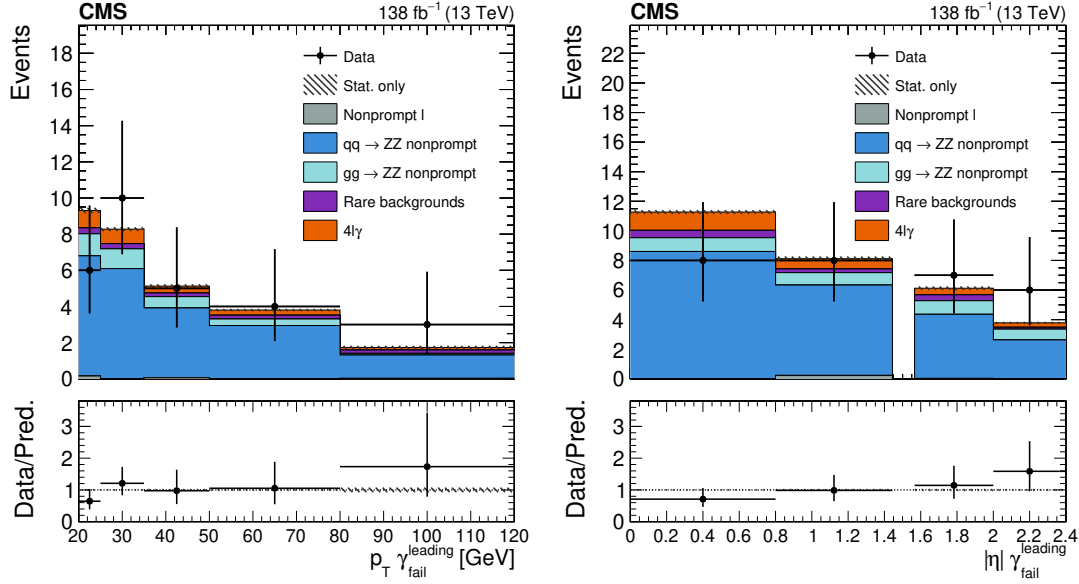 CMS 138 fb⁻¹ (13 TeV)
Events
18
16
14
12
10
8
6
4
2
0
Data
Stat. only
Nonprompt l
qq → ZZ nonprompt
gg → ZZ nonprompt
Rare backgrounds
4lγ
Data/Pred.
3
2
1
0
20 30 40 50 60 70 80 90 100 110 120
p_T γ^leading_fail [GeV]
CMS 138 fb⁻¹ (13 TeV)
Events
22
20
18
16
14
12
10
8
6
4
2
0
Data
Stat. only
Nonprompt l
qq → ZZ nonprompt
gg → ZZ nonprompt
Rare backgrounds
4lγ
Data/Pred.
3
2
1
0
0 0.2 0.4 0.6 0.8 1 1.2 1.4 1.6 1.8 2 2.2 2.4
|η| γ^leading_fail